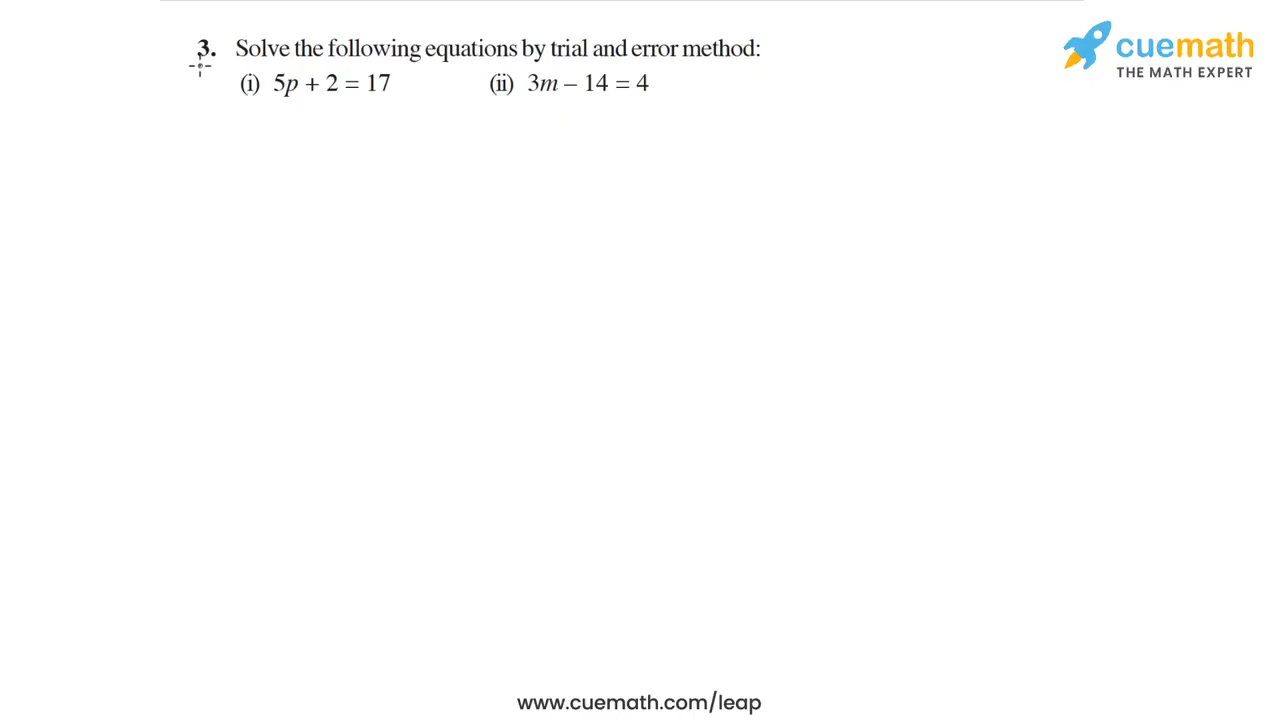 3. Solve the following equations by trial and error method:
(i) 5p + 2 = 17 (ii) 3m – 14 = 4
cuemath
THE MATH EXPERT
www.cuemath.com/leap